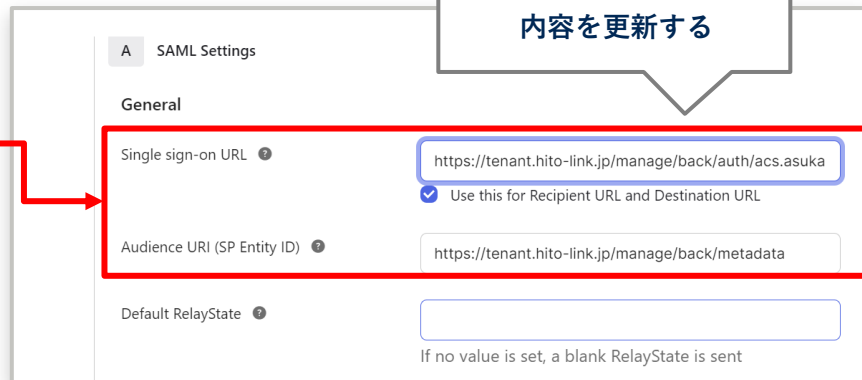 内容を更新する
A SAML Settings
General
Single sign-on URL ?
https://tenant.hito-link.jp/manage/back/auth/acs.asuka
Use this for Recipient URL and Destination URL
Audience URI (SP Entity ID) ?
https://tenant.hito-link.jp/manage/back/metadata
Default RelayState ?
If no value is set, a blank RelayState is sent